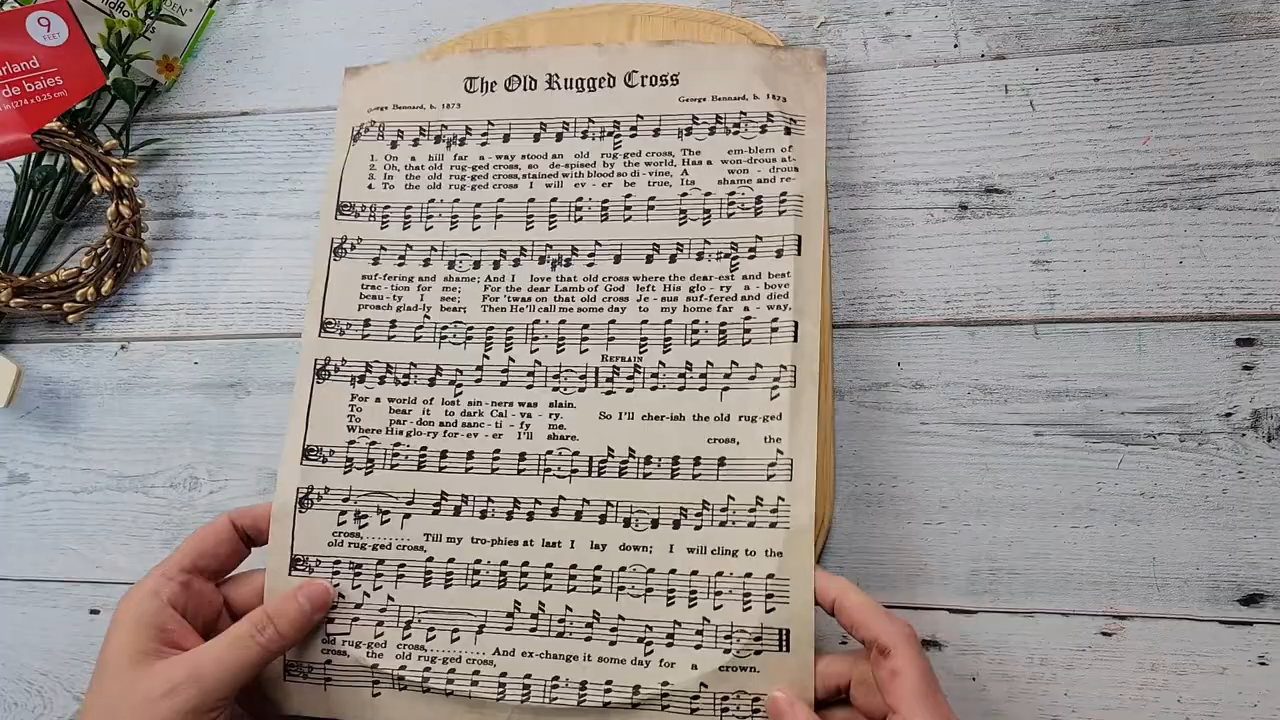 9
FEET
arland
de baies
The Old Rugged Cross
George Bennard, b. 1873
George Bennard, b. 1873
1. On a hill far a-way stood an old rug-ged cross, The em-blem of
2. Oh, that old rug-ged cross, so de-spised by the world, Has a won-drous at-
3. In the old rug-ged cross, stained with blood so di-vine, A won-drous
4. To the old rug-ged cross I will ev-er be true, Its shame and re-
suf-fering and shame; And I love that old cross where the dear-est and best
trac-tion for me; For the dear Lamb of God left His glo-ry a-bove
beau-ty I see; For 'twas on that old cross Je-sus suf-fered and died
proach glad-ly bear; Then He'll call me some day to my home far a-way,
REFRAIN
For a world of lost sin-ners was slain.
To bear it to dark Cal-va-ry. So I'll cher-ish the old rug-ged
To par-don and sanc-ti-fy me.
Where His glo-ry for-ev-er I'll share. cross, the
cross,........ Till my tro-phies at last I lay down; I will cling to the
old rug-ged cross,
old rug-ged cross,.......... And ex-change it some day for a crown.
cross, the old rug-ged cross,